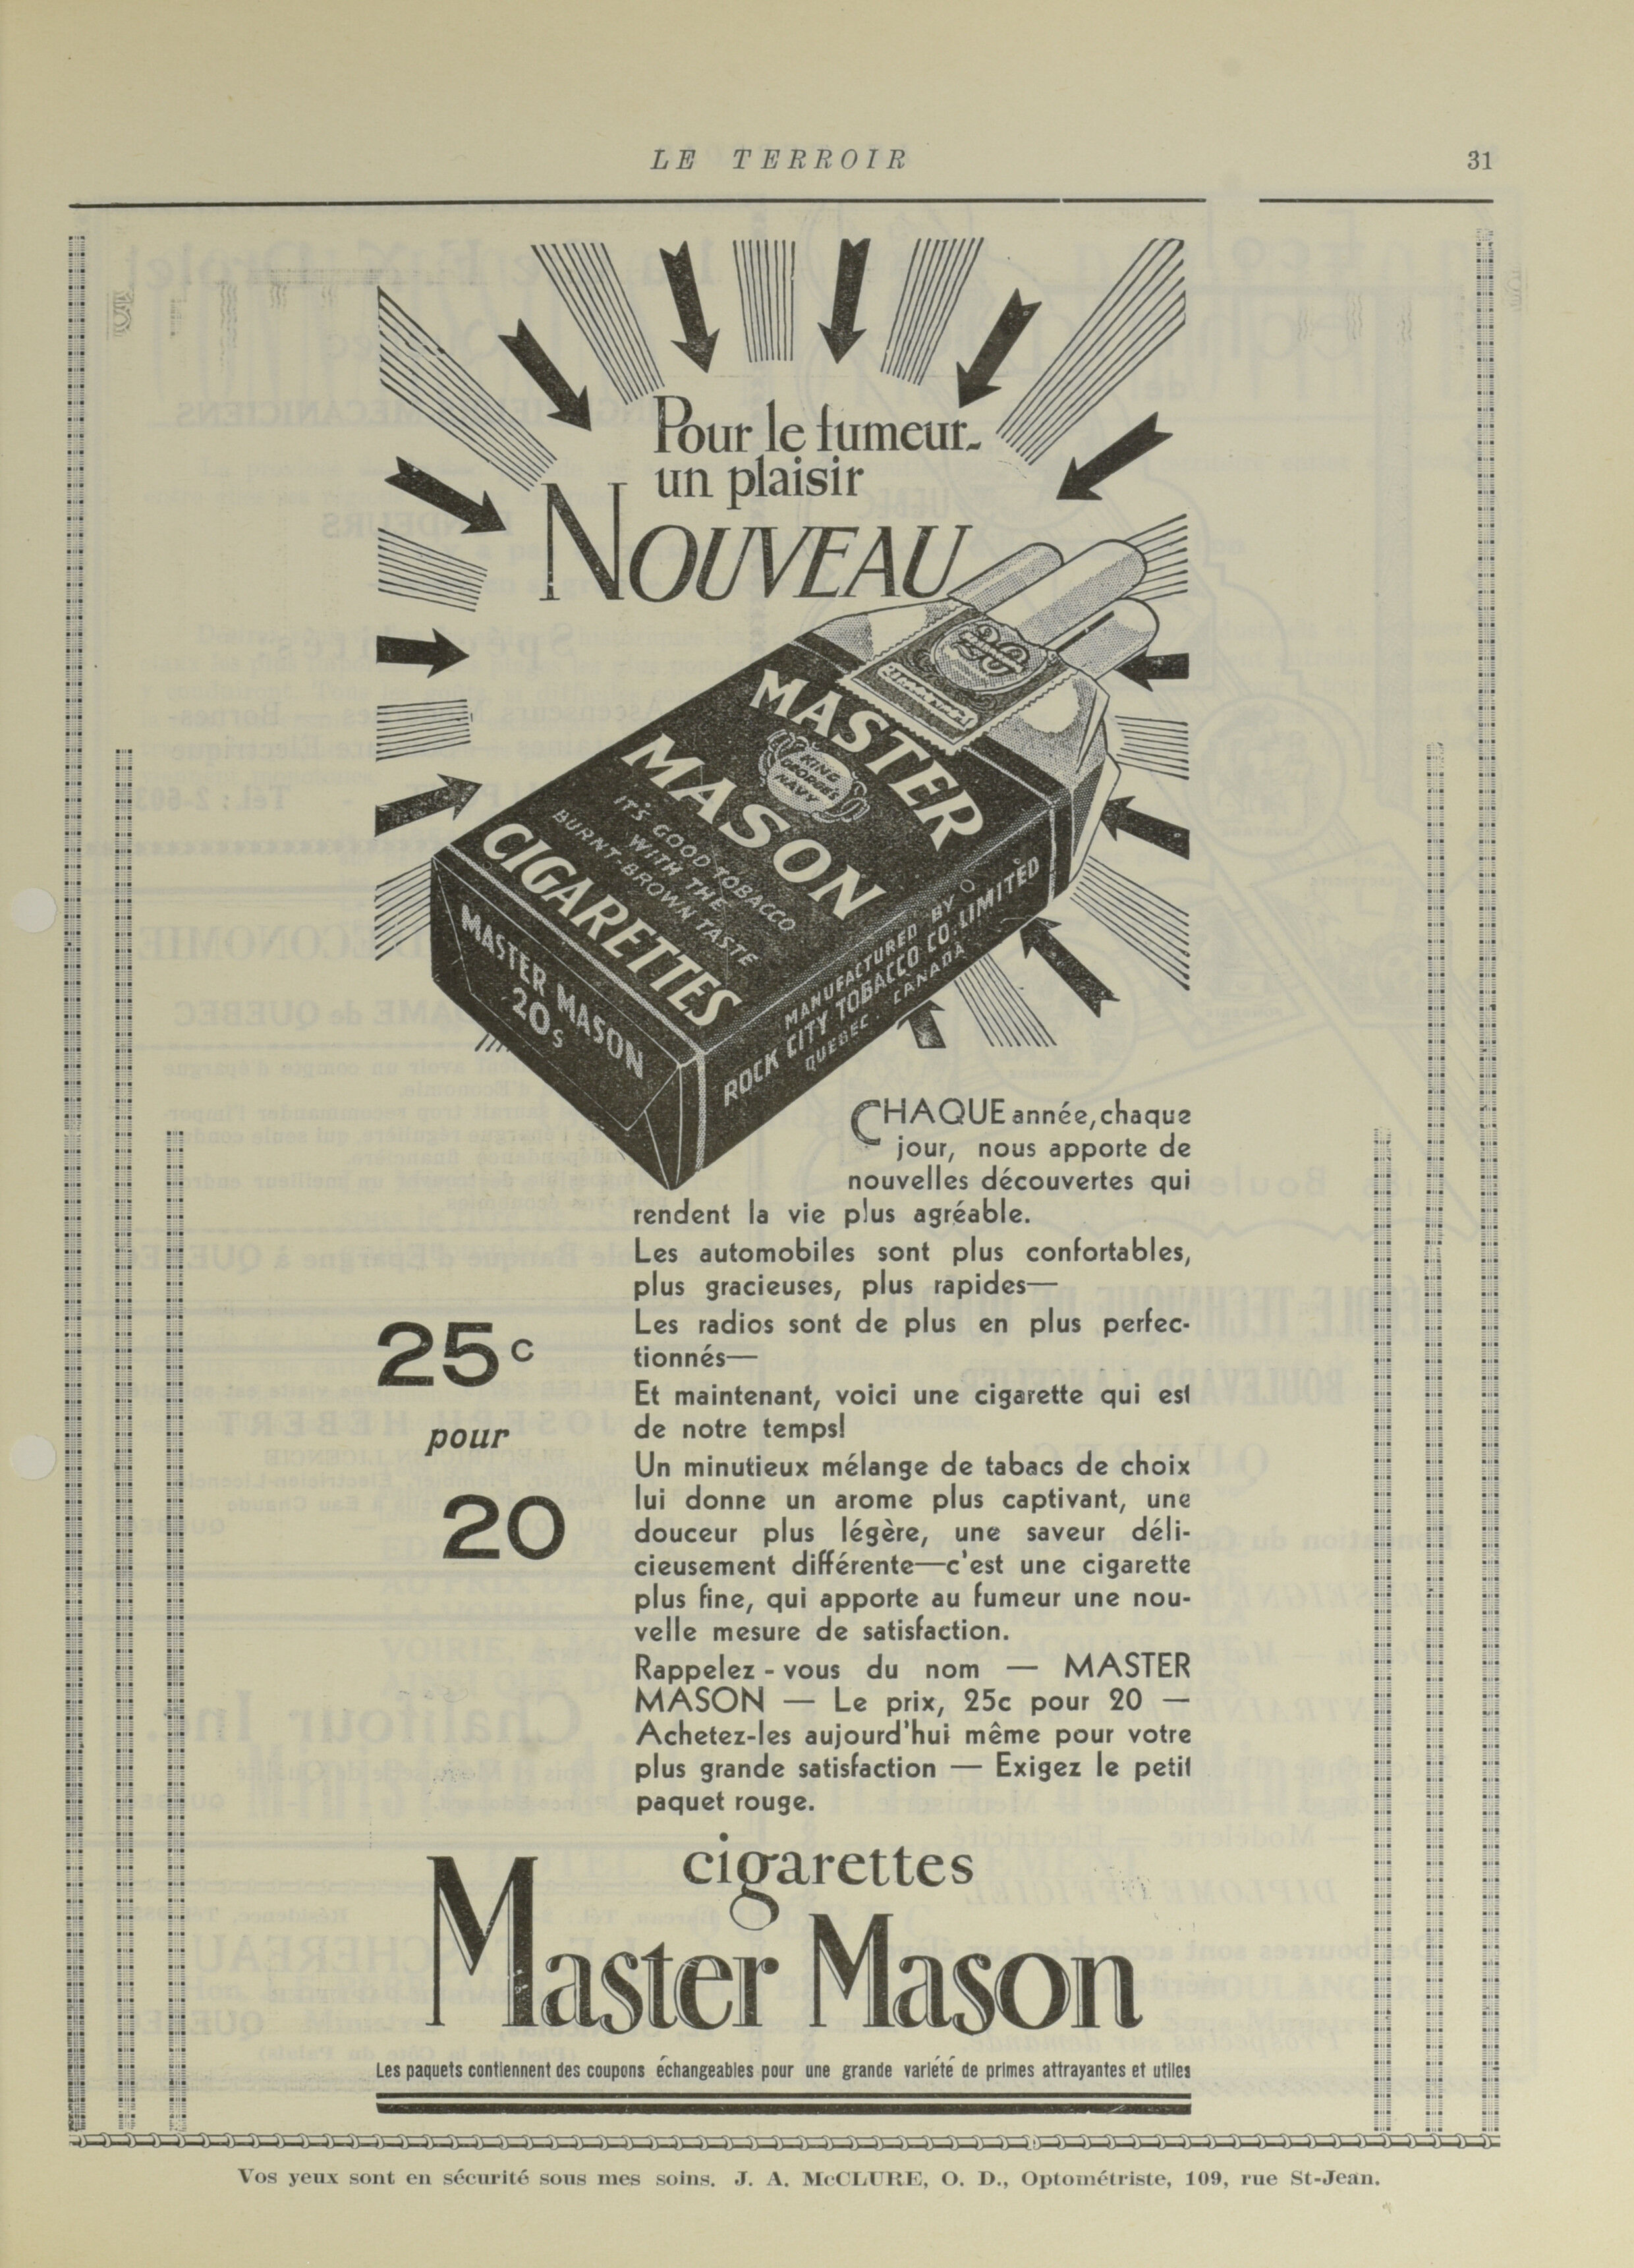 LE TERROIR
31
Pour le fumeur-
un plaisir
NOUVEAU
MASTER
MASON
KING
GEORGE'S
NAVY
IT'S GOOD TOBACCO
WITH THE
BURNT-BROWN TASTE
CIGARETTES
MASTER MASON
20s
MANUFACTURED BY
ROCK CITY TOBACCO CO. LIMITED
QUEBEC · CANADA
CHAQUE année, chaque
jour, nous apporte de
nouvelles découvertes qui
rendent la vie plus agréable.
Les automobiles sont plus confortables,
plus gracieuses, plus rapides—
Les radios sont de plus en plus perfec-
tionnés—
Et maintenant, voici une cigarette qui est
de notre temps!
Un minutieux mélange de tabacs de choix
lui donne un arome plus captivant, une
douceur plus légère, une saveur déli-
cieusement différente—c'est une cigarette
plus fine, qui apporte au fumeur une nou-
velle mesure de satisfaction.
Rappelez-vous du nom — MASTER
MASON — Le prix, 25c pour 20 —
Achetez-les aujourd'hui même pour votre
plus grande satisfaction — Exigez le petit
paquet rouge.
25c
pour
20
cigarettes
Master Mason
Les paquets contiennent des coupons échangeables pour une grande variété de primes attrayantes et utiles
Vos yeux sont en sécurité sous mes soins. J. A. McCLURE, O. D., Optométriste, 109, rue St-Jean.